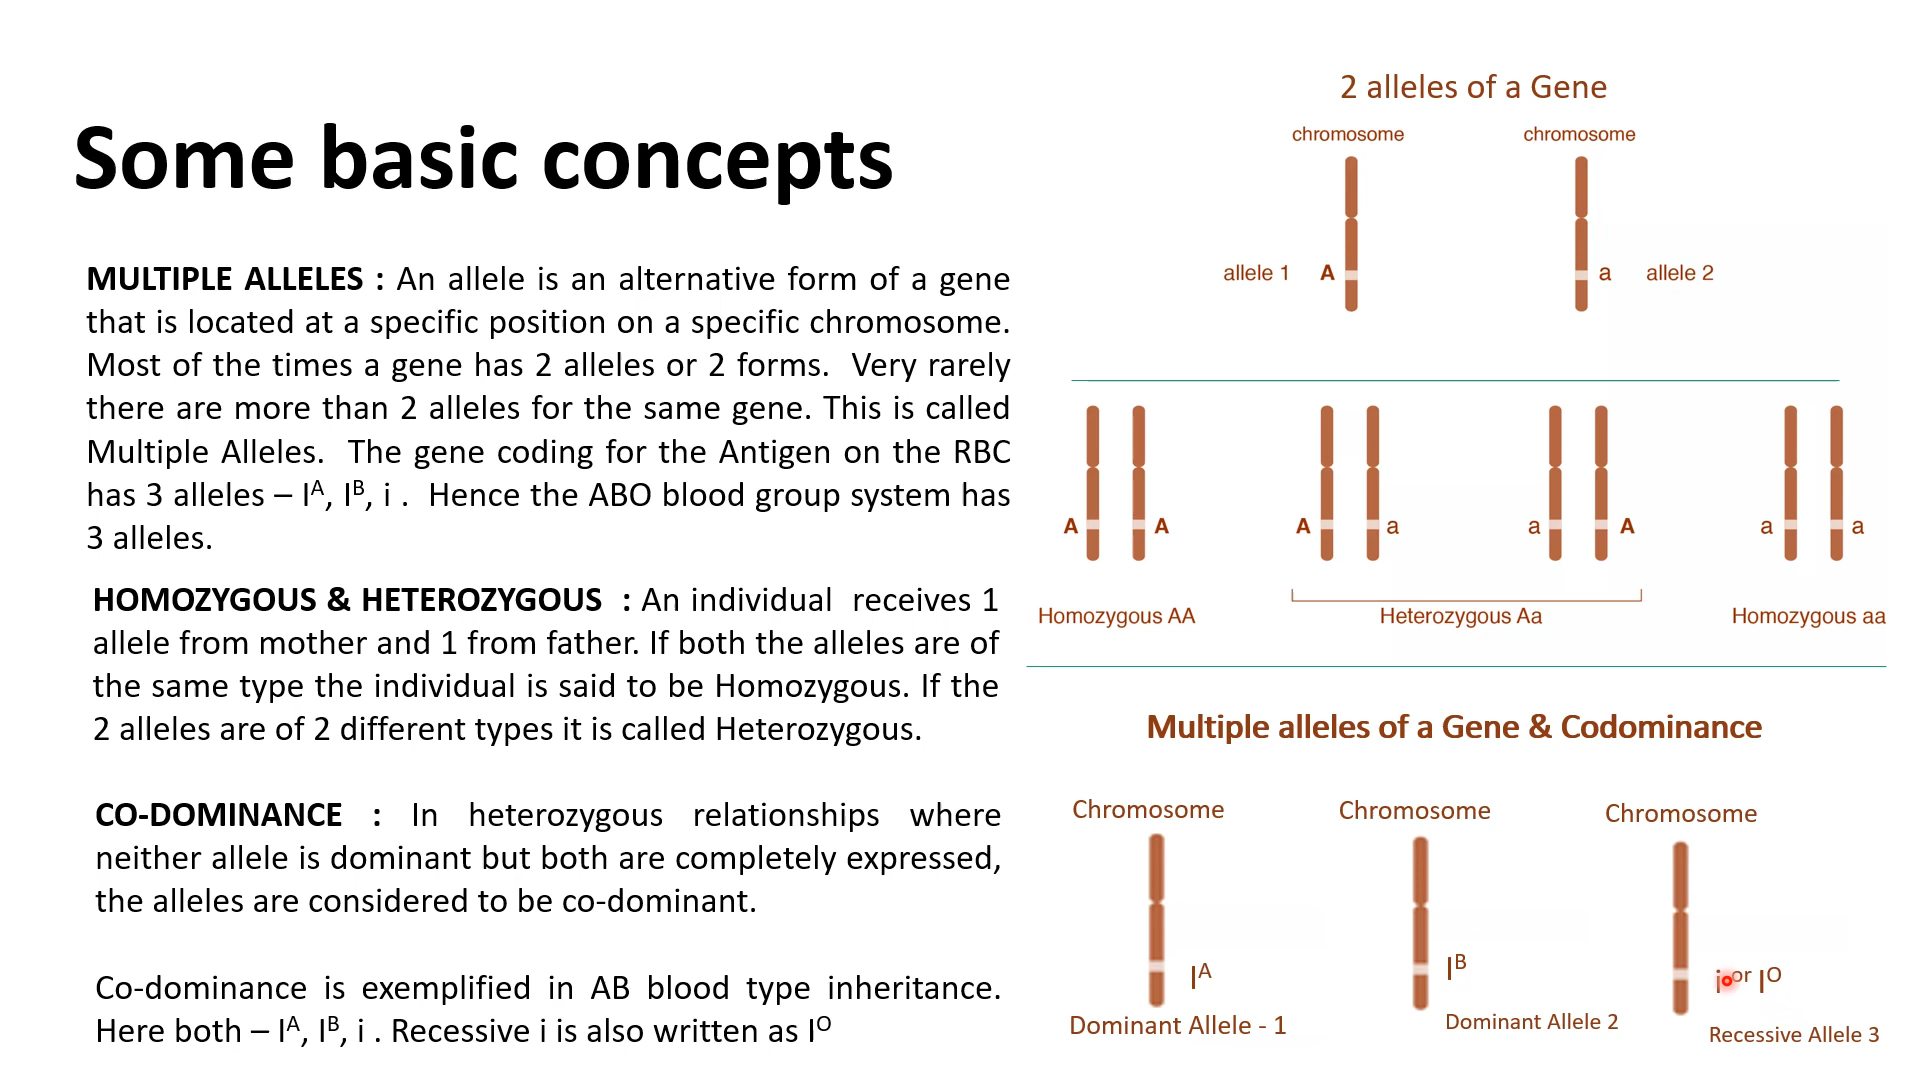 Some basic concepts
MULTIPLE ALLELES : An allele is an alternative form of a gene
that is located at a specific position on a specific chromosome.
Most of the times a gene has 2 alleles or 2 forms. Very rarely
there are more than 2 alleles for the same gene. This is called
Multiple Alleles. The gene coding for the Antigen on the RBC
has 3 alleles – Iᴬ, Iᴮ, i . Hence the ABO blood group system has
3 alleles.
HOMOZYGOUS & HETEROZYGOUS : An individual receives 1
allele from mother and 1 from father. If both the alleles are of
the same type the individual is said to be Homozygous. If the
2 alleles are of 2 different types it is called Heterozygous.
CO-DOMINANCE : In heterozygous relationships where
neither allele is dominant but both are completely expressed,
the alleles are considered to be co-dominant.
Co-dominance is exemplified in AB blood type inheritance.
Here both – Iᴬ, Iᴮ, i . Recessive i is also written as Iᴼ
2 alleles of a Gene
chromosome chromosome
allele 1 A a allele 2
A A A a a A a a
Homozygous AA Heterozygous Aa Homozygous aa
Multiple alleles of a Gene & Codominance
Chromosome Chromosome Chromosome
Iᴬ Iᴮ i or Iᴼ
Dominant Allele - 1 Dominant Allele 2 Recessive Allele 3